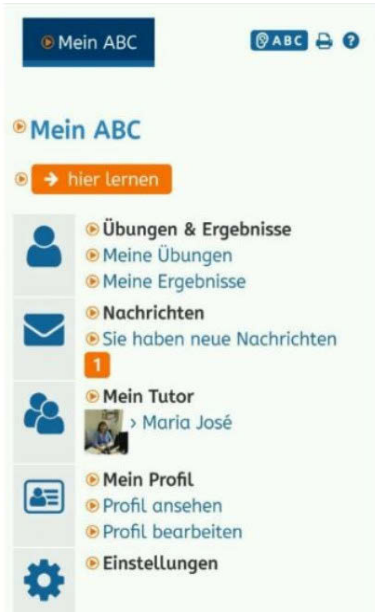 Mein ABC
ABC
Mein ABC
hier lernen
Übungen & Ergebnisse
Meine Übungen
Meine Ergebnisse
Nachrichten
Sie haben neue Nachrichten
1
Mein Tutor
› Maria José
Mein Profil
Profil ansehen
Profil bearbeiten
Einstellungen